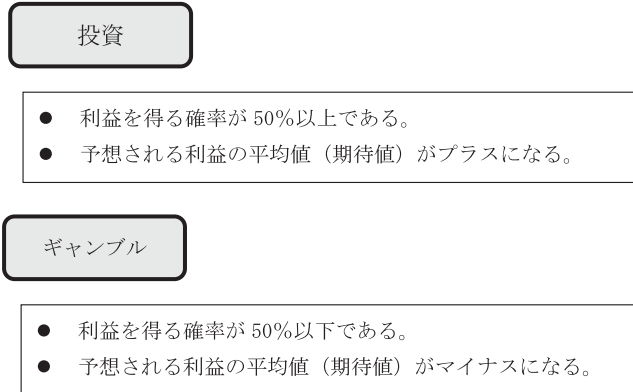 投資
● 利益を得る確率が 50%以上である。
● 予想される利益の平均値（期待値）がプラスになる。
ギャンブル
● 利益を得る確率が 50%以下である。
● 予想される利益の平均値（期待値）がマイナスになる。